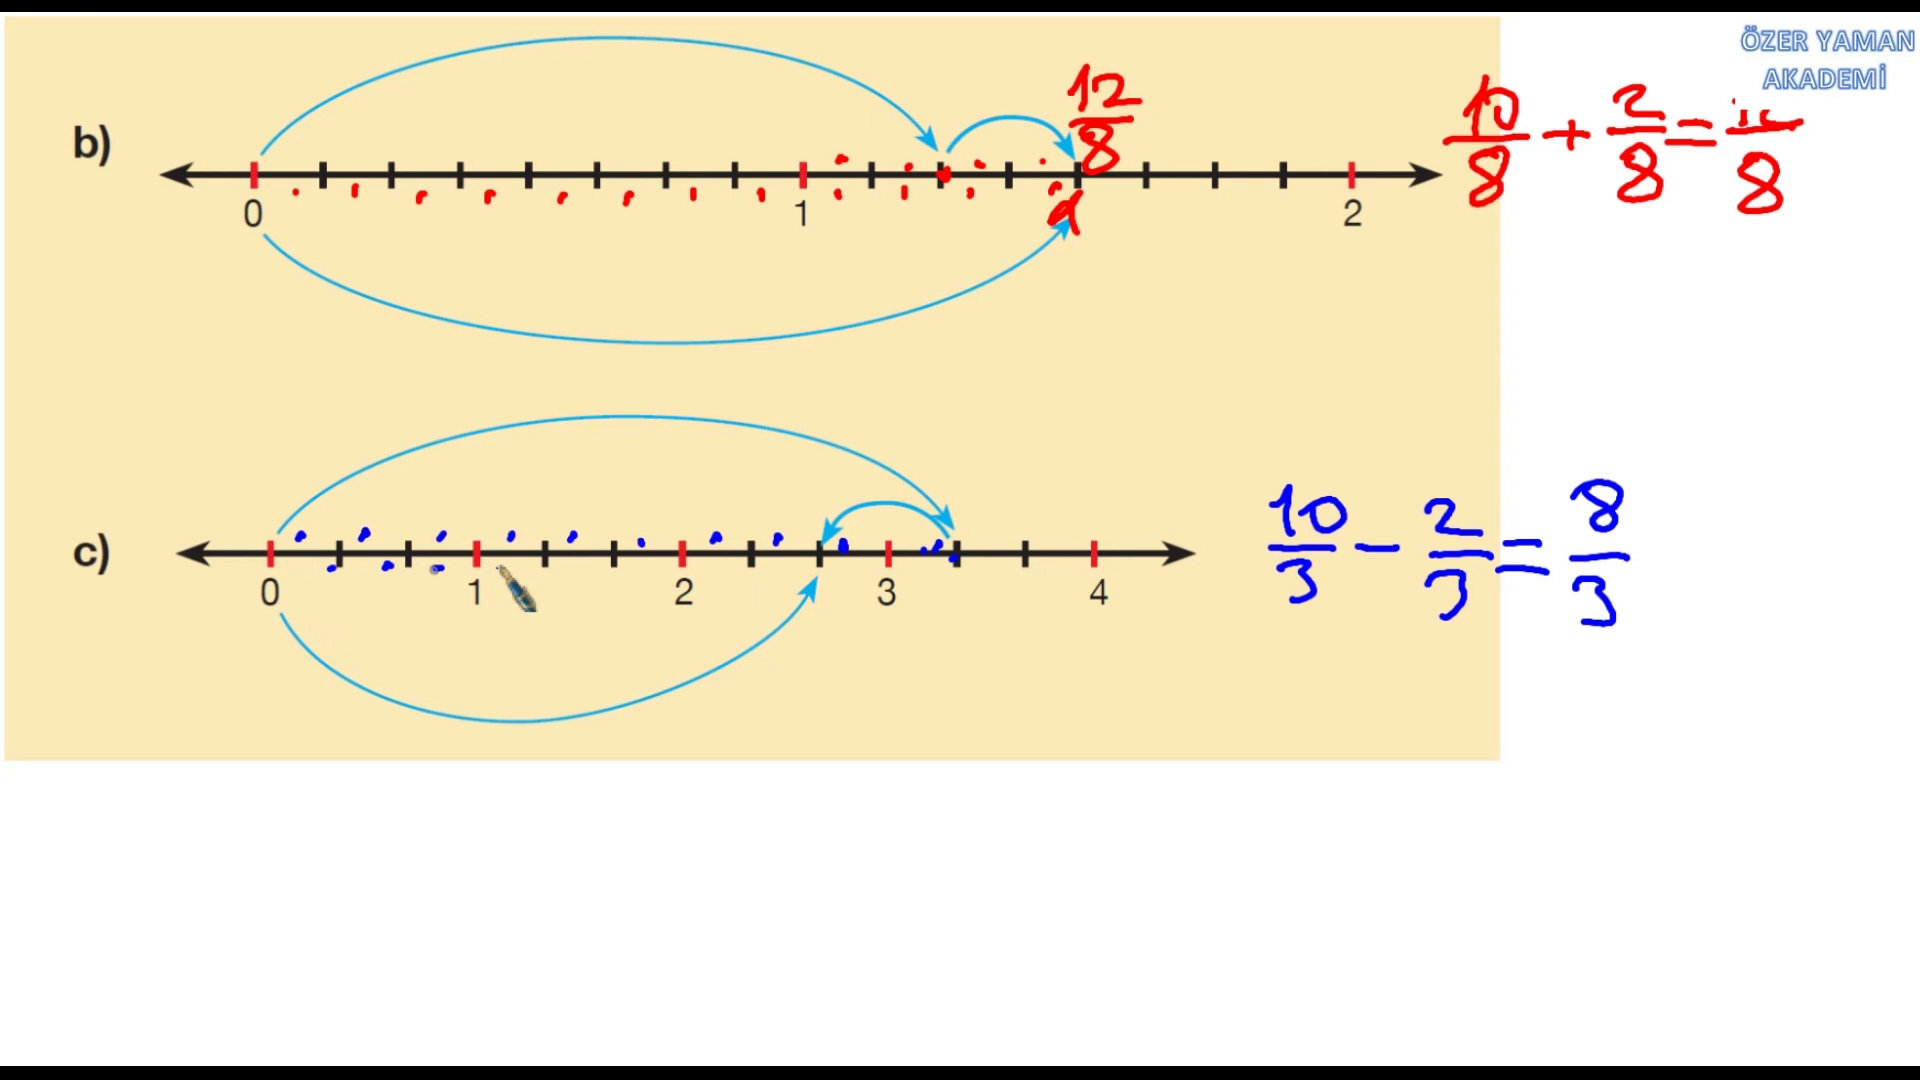 ÖZER YAMAN
AKADEMİ
b)
12/8
10/8 + 2/8 = 12/8
0 1 2
c)
10/3 - 2/3 = 8/3
0 1 2 3 4